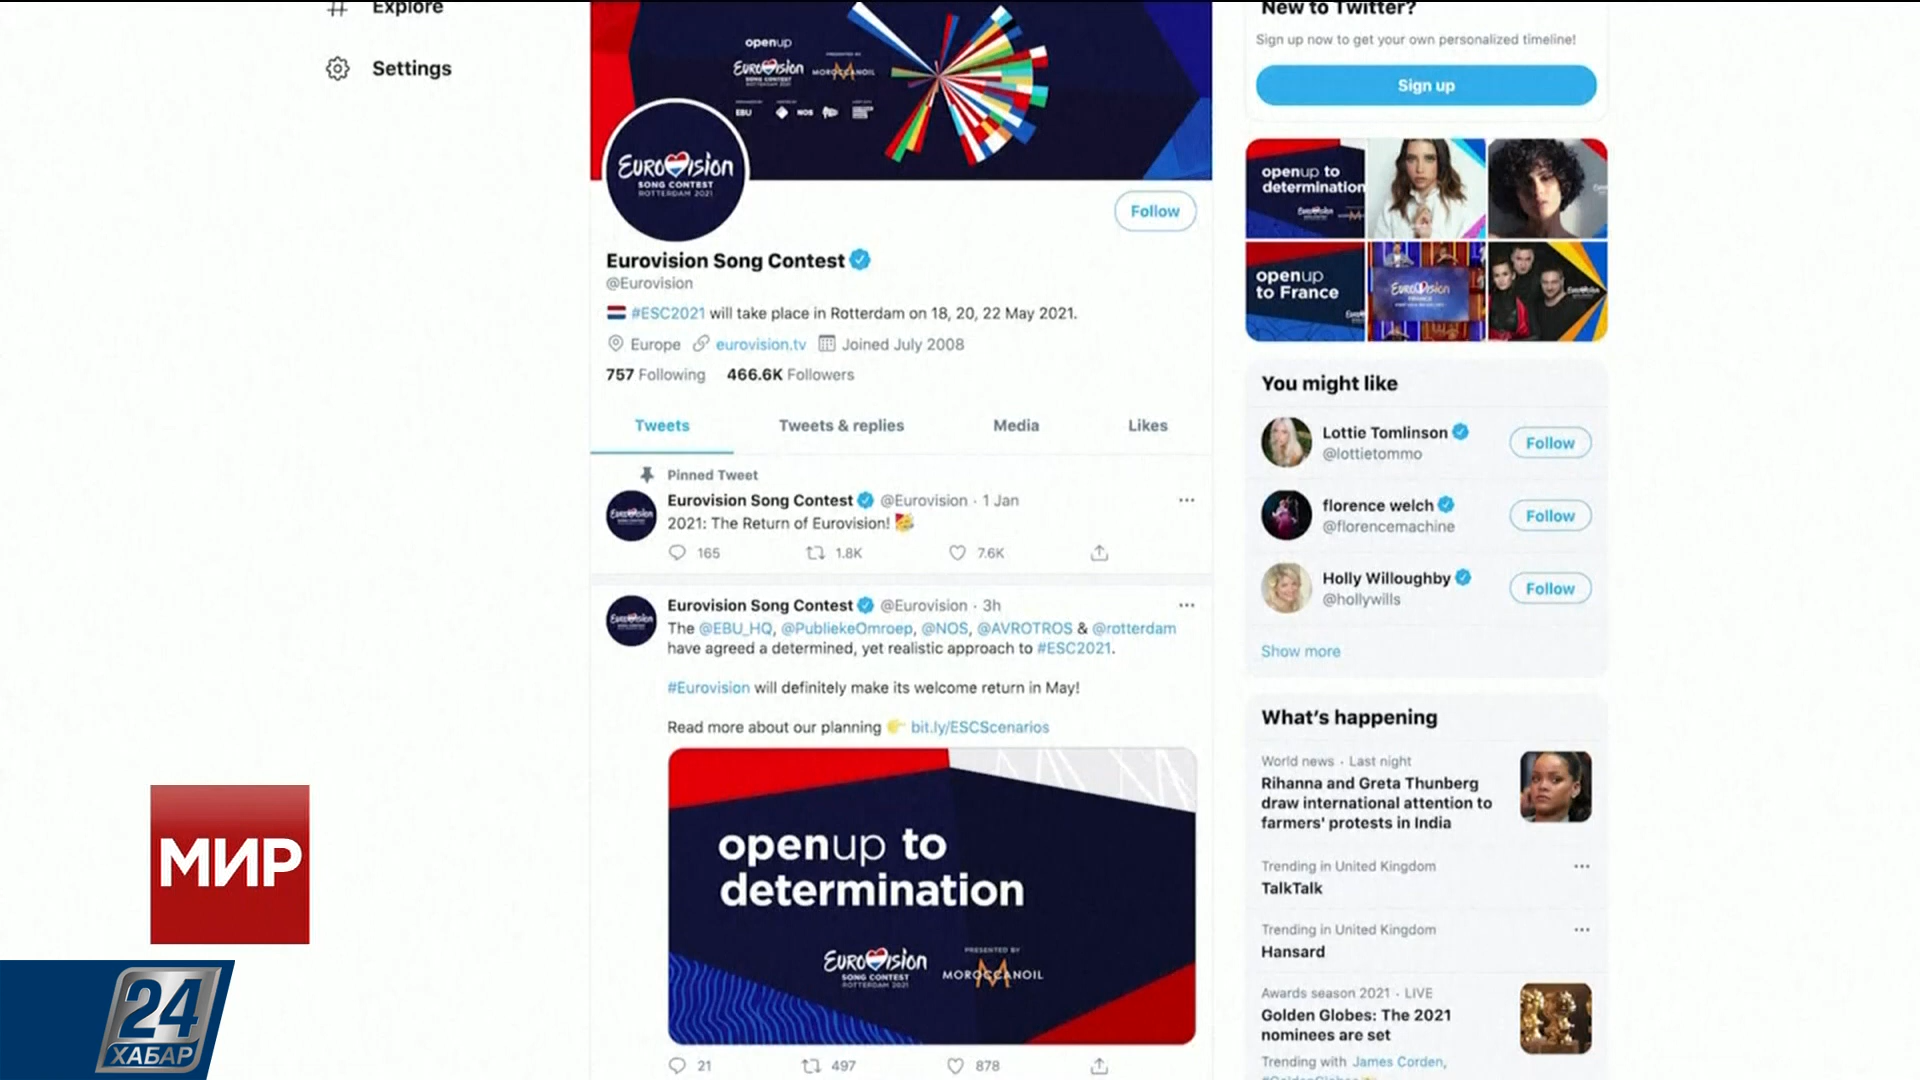 Explore
Settings
openup
EUROVISION
SONG CONTEST
ROTTERDAM 2021
PRESENTED BY
MOROCCANOIL
EBU
NOS
EUROVISION
SONG CONTEST
ROTTERDAM 2021
Follow
Eurovision Song Contest
@Eurovision
#ESC2021 will take place in Rotterdam on 18, 20, 22 May 2021.
Europe eurovision.tv Joined July 2008
757 Following 466.6K Followers
Tweets Tweets & replies Media Likes
Pinned Tweet
Eurovision Song Contest @Eurovision · 1 Jan
2021: The Return of Eurovision!
165 1.8K 7.6K
Eurovision Song Contest @Eurovision · 3h
The @EBU_HQ, @PubliekeOmroep, @NOS, @AVROTROS & @rotterdam
have agreed a determined, yet realistic approach to #ESC2021.
#Eurovision will definitely make its welcome return in May!
Read more about our planning bit.ly/ESCScenarios
openup to
determination
EUROVISION
SONG CONTEST
ROTTERDAM 2021
PRESENTED BY
MOROCCANOIL
21 497 878
New to Twitter?
Sign up now to get your own personalized timeline!
Sign up
openup to
determination
openup
to France
EUROVISION
FRANCE
You might like
Lottie Tomlinson
@lottietommo
Follow
florence welch
@florencemachine
Follow
Holly Willoughby
@hollywills
Follow
Show more
What's happening
World news · Last night
Rihanna and Greta Thunberg
draw international attention to
farmers' protests in India
Trending in United Kingdom
TalkTalk
Trending in United Kingdom
Hansard
Awards season 2021 · LIVE
Golden Globes: The 2021
nominees are set
Trending with James Corden,
МИР
24
ХАБАР